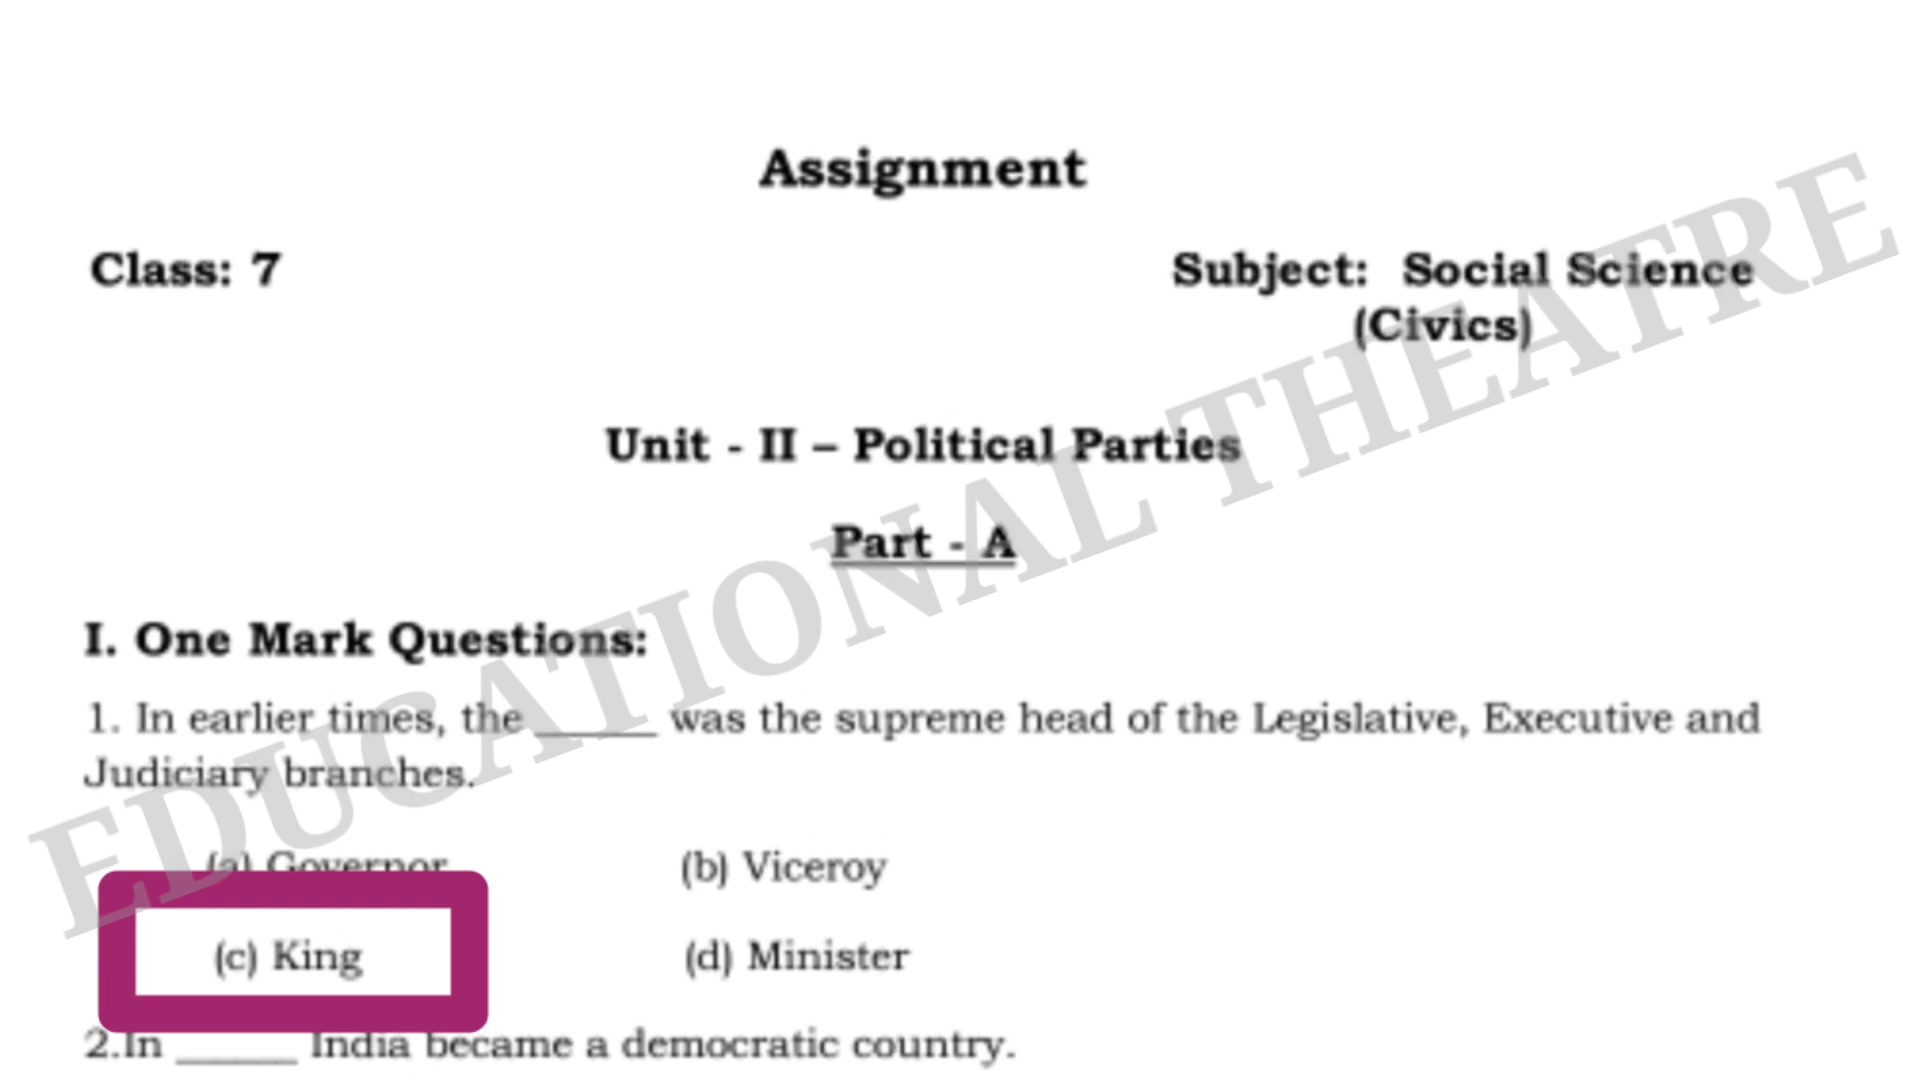 Assignment
Class: 7
Subject: Social Science
(Civics)
Unit - II – Political Parties
Part - A
I. One Mark Questions:
1. In earlier times, the ______ was the supreme head of the Legislative, Executive and
Judiciary branches.
(a) Governor (b) Viceroy
(c) King (d) Minister
2.In ______ India became a democratic country.
EDUCATIONAL THEATRE